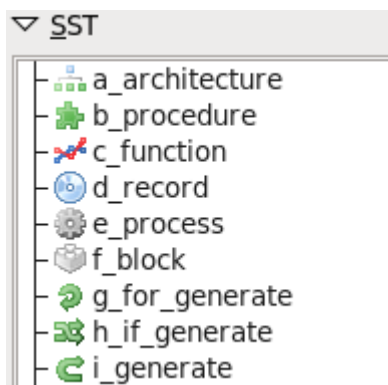 SST
a_architecture
b_procedure
c_function
d_record
e_process
f_block
g_for_generate
h_if_generate
i_generate